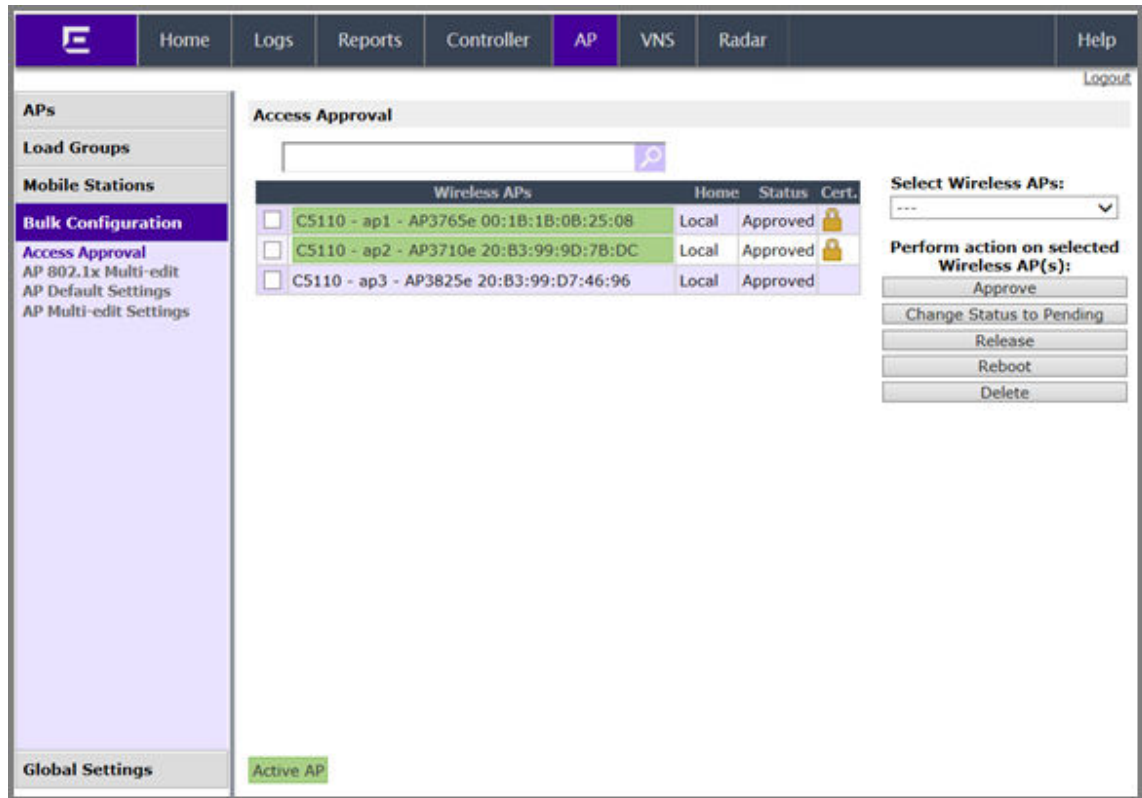 Home Logs Reports Controller AP VNS Radar Help
Logout
APs
Load Groups
Mobile Stations
Bulk Configuration
Access Approval
AP 802.1x Multi-edit
AP Default Settings
AP Multi-edit Settings
Global Settings
Access Approval
Wireless APs Home Status Cert.
C5110 - ap1 - AP3765e 00:1B:1B:0B:25:08 Local Approved
C5110 - ap2 - AP3710e 20:B3:99:9D:7B:DC Local Approved
C5110 - ap3 - AP3825e 20:B3:99:D7:46:96 Local Approved
Select Wireless APs:
---
Perform action on selected
Wireless AP(s):
Approve
Change Status to Pending
Release
Reboot
Delete
Active AP